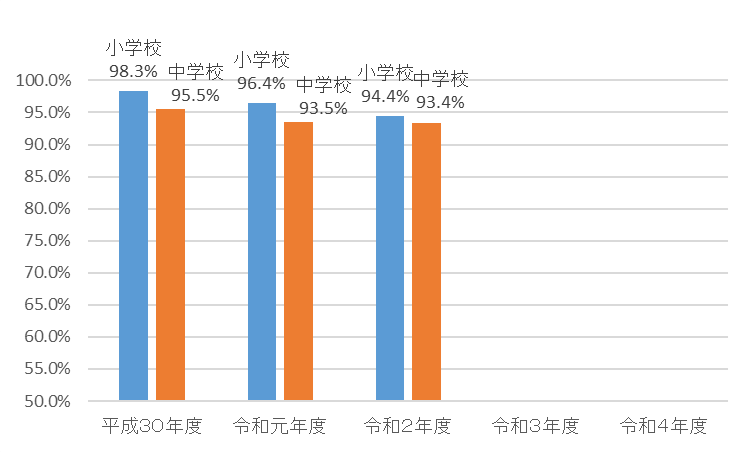 小学校
98.3%
中学校
95.5%
小学校
96.4%
中学校
93.5%
小学校
94.4%
中学校
93.4%
100.0%
95.0%
90.0%
85.0%
80.0%
75.0%
70.0%
65.0%
60.0%
55.0%
50.0%
平成30年度 令和元年度 令和2年度 令和3年度 令和4年度